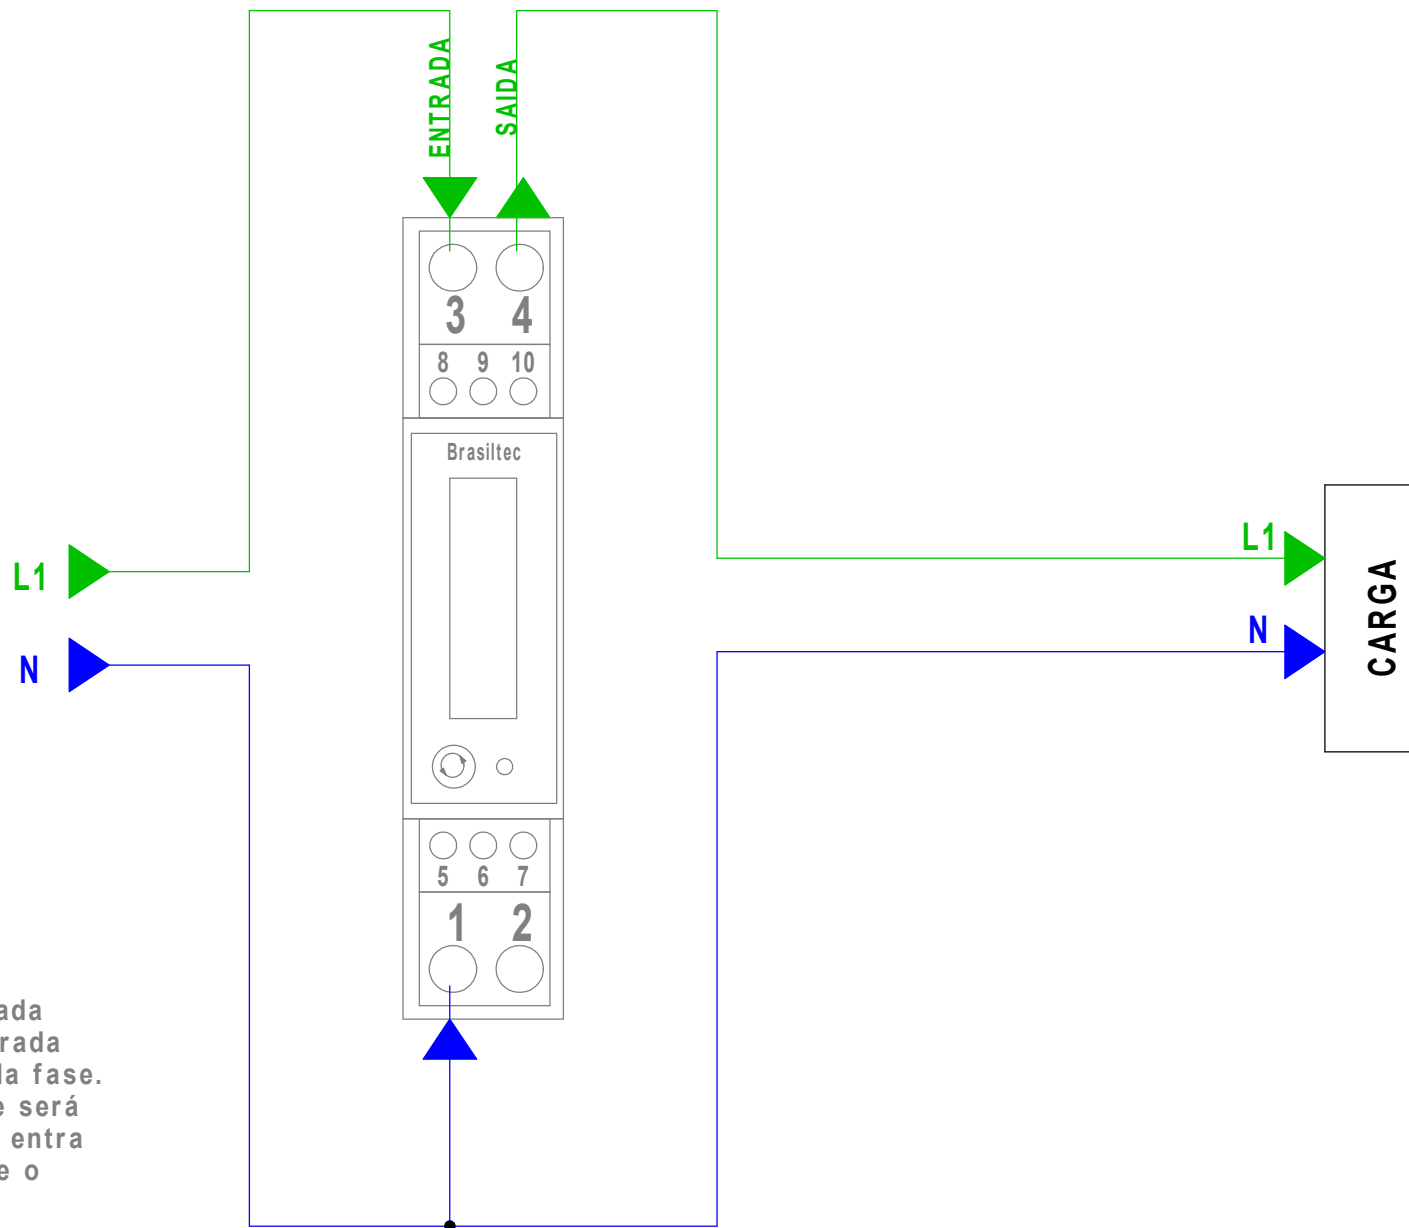 ENTRADA
SAIDA
3 4
8 9 10
Brasiltec
L1
N
L1
N
CARGA
5 6 7
1 2
ada
rada
la fase.
e será
entra
e o